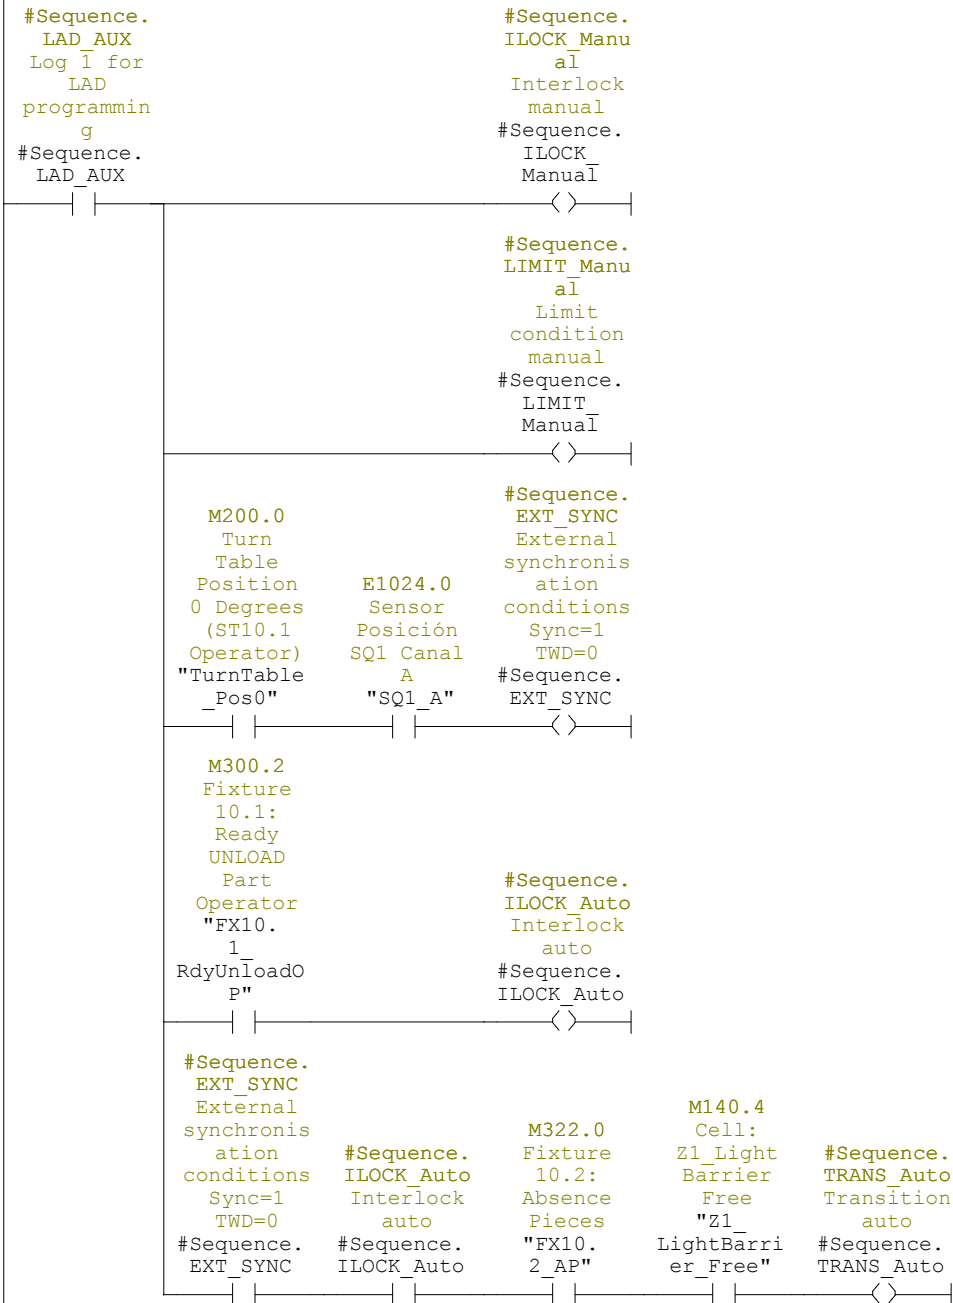 #Sequence.
LAD_AUX
Log 1 for
LAD
programmin
g
#Sequence.
LAD_AUX
#Sequence.
ILOCK_Manu
al
Interlock
manual
#Sequence.
ILOCK_
Manual
#Sequence.
LIMIT_Manu
al
Limit
condition
manual
#Sequence.
LIMIT_
Manual
M200.0
Turn
Table
Position
0 Degrees
(ST10.1
Operator)
"TurnTable
_Pos0"
E1024.0
Sensor
Posición
SQ1 Canal
A
"SQ1_A"
#Sequence.
EXT_SYNC
External
synchronis
ation
conditions
Sync=1
TWD=0
#Sequence.
EXT_SYNC
M300.2
Fixture
10.1:
Ready
UNLOAD
Part
Operator
"FX10.
1_
RdyUnloadO
P"
#Sequence.
ILOCK_Auto
Interlock
auto
#Sequence.
ILOCK_Auto
#Sequence.
EXT_SYNC
External
synchronis
ation
conditions
Sync=1
TWD=0
#Sequence.
EXT_SYNC
#Sequence.
ILOCK_Auto
Interlock
auto
#Sequence.
ILOCK_Auto
M322.0
Fixture
10.2:
Absence
Pieces
"FX10.
2_AP"
M140.4
Cell:
Z1_Light
Barrier
Free
"Z1_
LightBarri
er_Free"
#Sequence.
TRANS_Auto
Transition
auto
#Sequence.
TRANS_Auto